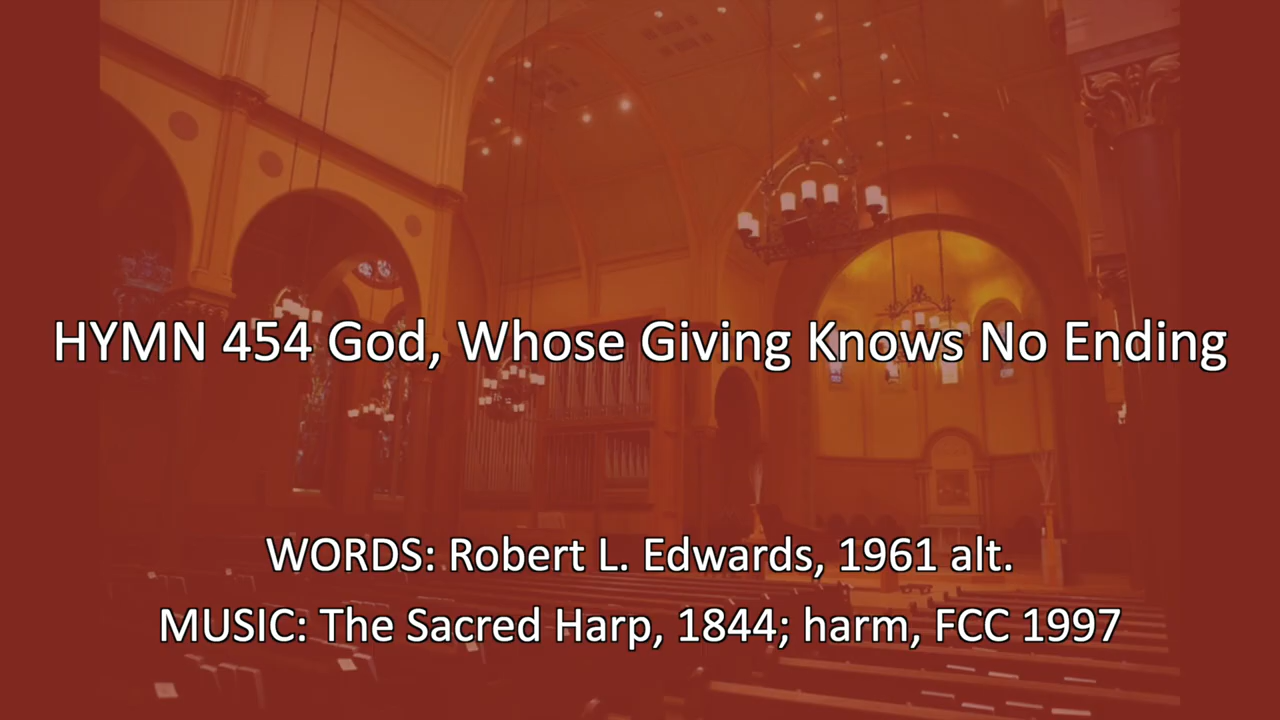 HYMN 454 God, Whose Giving Knows No Ending
WORDS: Robert L. Edwards, 1961 alt.
MUSIC: The Sacred Harp, 1844; harm, FCC 1997